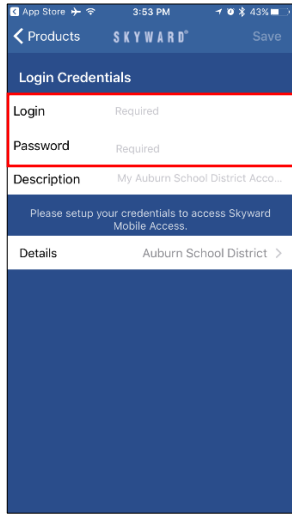 App Store 3:53 PM 43%
Products SKYWARD® Save
Login Credentials
Login Required
Password Required
Description My Auburn School District Acco...
Please setup your credentials to access Skyward
Mobile Access.
Details Auburn School District